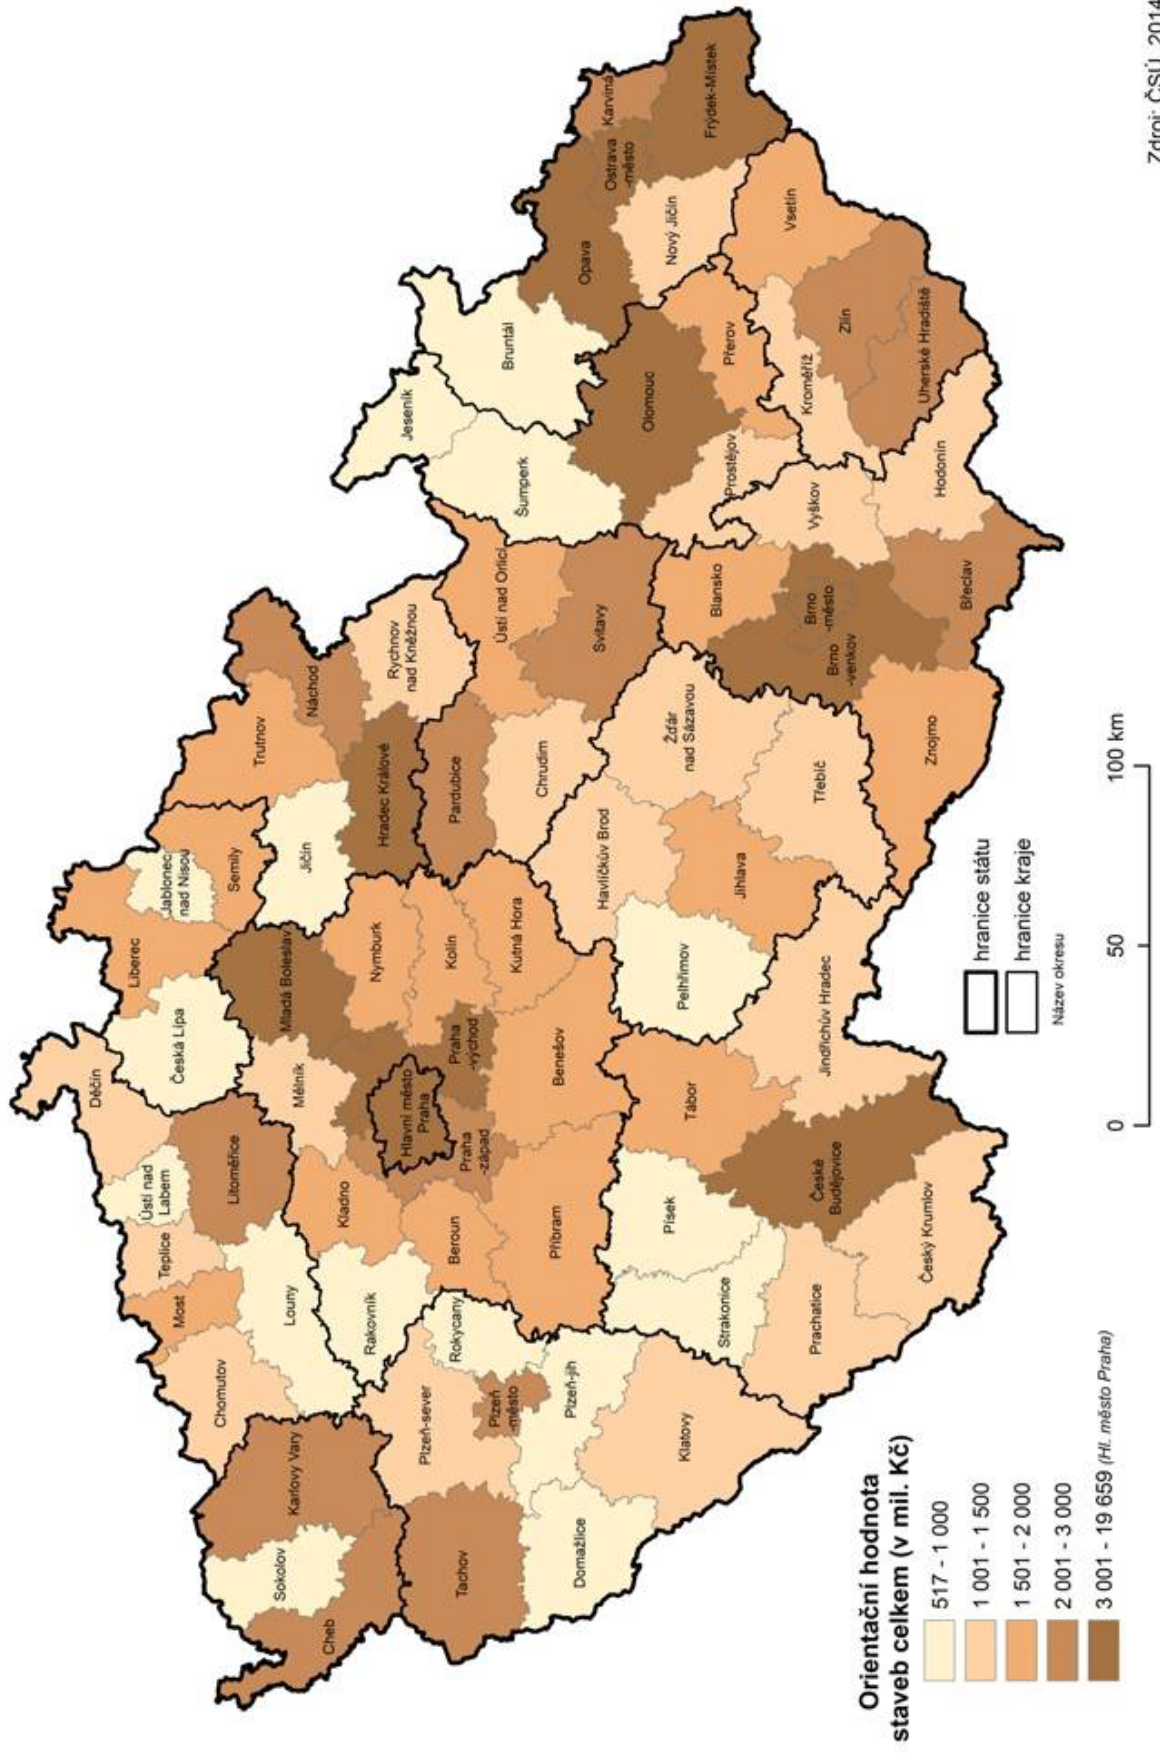 Děčín
Liberec
Jablonec
nad Nisou
Česká Lípa
Semily
Ústí nad
Labem
Teplice
Most
Litoměřice
Trutnov
Chomutov
Louny
Mělník
Mladá Boleslav
Jičín
Náchod
Karlovy Vary
Sokolov
Cheb
Rakovník
Kladno
Nymburk
Hradec Králové
Rychnov
nad Kněžnou
Jeseník
Hlavní město
Praha
Praha
-východ
Praha
-západ
Kolín
Pardubice
Ústí nad Orlicí
Šumperk
Bruntál
Tachov
Plzeň-sever
Rokycany
Beroun
Plzeň
-město
Kutná Hora
Chrudim
Svitavy
Opava
Karviná
Ostrava
-město
Domažlice
Plzeň-jih
Příbram
Benešov
Havlíčkův Brod
Olomouc
Nový Jičín
Frýdek-Místek
Klatovy
Strakonice
Písek
Tábor
Pelhřimov
Žďár
nad Sázavou
Jihlava
Blansko
Prostějov
Přerov
Vsetín
Prachatice
České
Budějovice
Jindřichův Hradec
Třebíč
Brno
-město
Brno
-venkov
Vyškov
Kroměříž
Zlín
Český Krumlov
Znojmo
Břeclav
Hodonín
Uherské Hradiště
Orientační hodnota
staveb celkem (v mil. Kč)
517 - 1 000
1 001 - 1 500
1 501 - 2 000
2 001 - 3 000
3 001 - 19 659 (Hl. město Praha)
hranice státu
hranice kraje
Název okresu
0 50 100 km
Zdroj: ČSÚ, 2014